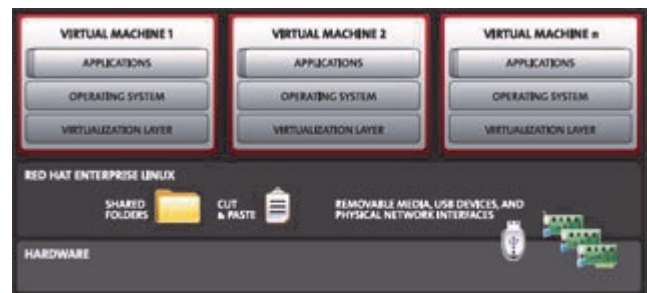 VIRTUAL MACHINE 1
APPLICATIONS
OPERATING SYSTEM
VIRTUALIZATION LAYER
VIRTUAL MACHINE 2
APPLICATIONS
OPERATING SYSTEM
VIRTUALIZATION LAYER
VIRTUAL MACHINE n
APPLICATIONS
OPERATING SYSTEM
VIRTUALIZATION LAYER
RED HAT ENTERPRISE LINUX
SHARED
FOLDERS
CUT
& PASTE
REMOVABLE MEDIA, USB DEVICES, AND
PHYSICAL NETWORK INTERFACES
HARDWARE